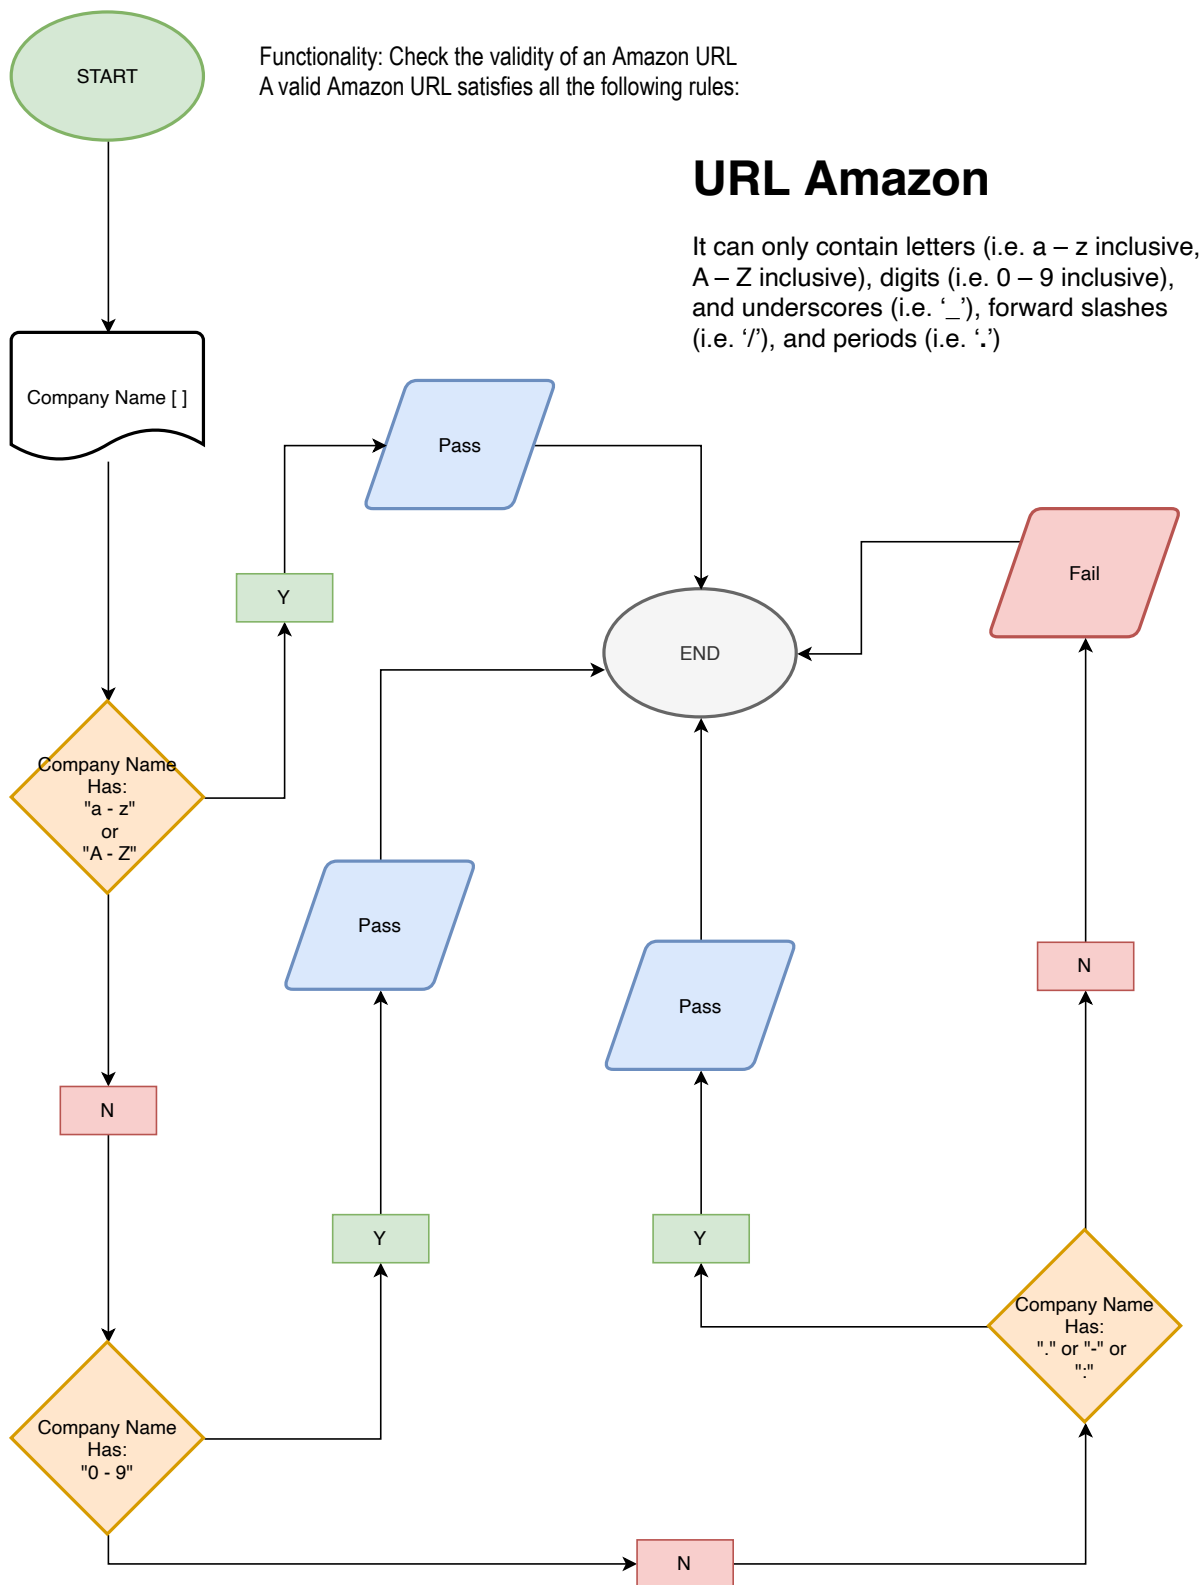 START
Functionality: Check the validity of an Amazon URL
A valid Amazon URL satisfies all the following rules:
URL Amazon
It can only contain letters (i.e. a – z inclusive,
A – Z inclusive), digits (i.e. 0 – 9 inclusive),
and underscores (i.e. ‘_’), forward slashes
(i.e. ‘/’), and periods (i.e. ‘.’)
Company Name [ ]
Pass
Fail
Y
END
Company Name
Has:
"a - z"
or
"A - Z"
Pass
Pass
N
N
Y
Y
Company Name
Has:
"." or "-" or
":"
Company Name
Has:
"0 - 9"
N